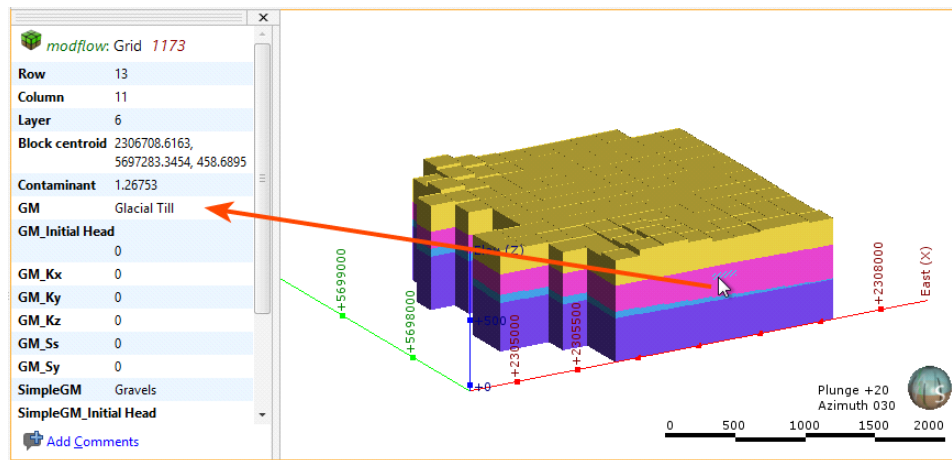 modflow: Grid 1173
Row 13
Column 11
Layer 6
Block centroid 2306708.6163,
5697283.3454, 458.6895
Contaminant 1.26753
GM Glacial Till
GM_Initial Head
0
GM_Kx 0
GM_Ky 0
GM_Kz 0
GM_Ss 0
GM_Sy 0
SimpleGM Gravels
SimpleGM_Initial Head
Add Comments
Elev (Z)
+5699000
+5698000
+500
+0
+2305000
+2305500
+2308000
East (X)
Plunge +20
Azimuth 030
S
0 500 1000 1500 2000